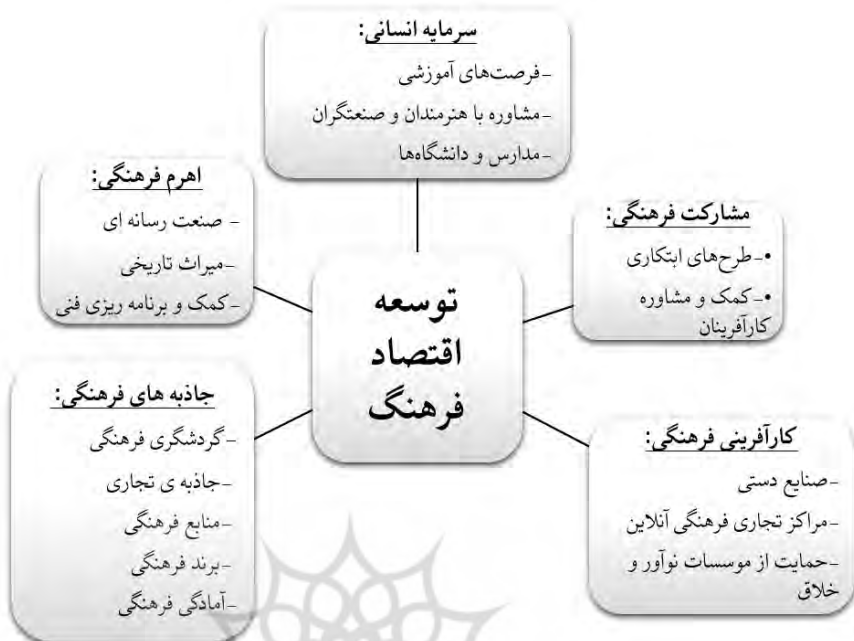 سرمایه انسانی:
-فرصت‌های آموزشی
-مشاوره با هنرمندان و صنعتگران
-مدارس و دانشگاه‌ها
مشارکت فرهنگی:
•-طرح‌های ابتکاری
•-کمک و مشاوره
کارآفرینان
اهرم فرهنگی:
- صنعت رسانه ای
-میراث تاریخی
-کمک و برنامه ریزی فنی
توسعه
اقتصاد
فرهنگ
کارآفرینی فرهنگی:
-صنایع دستی
-مراکز تجاری فرهنگی آنلاین
-حمایت از موسسات نوآور و
خلاق
جاذبه های فرهنگی:
-گردشگری فرهنگی
-جاذبه ی تجاری
-منابع فرهنگی
-برند فرهنگی
-آمادگی فرهنگی